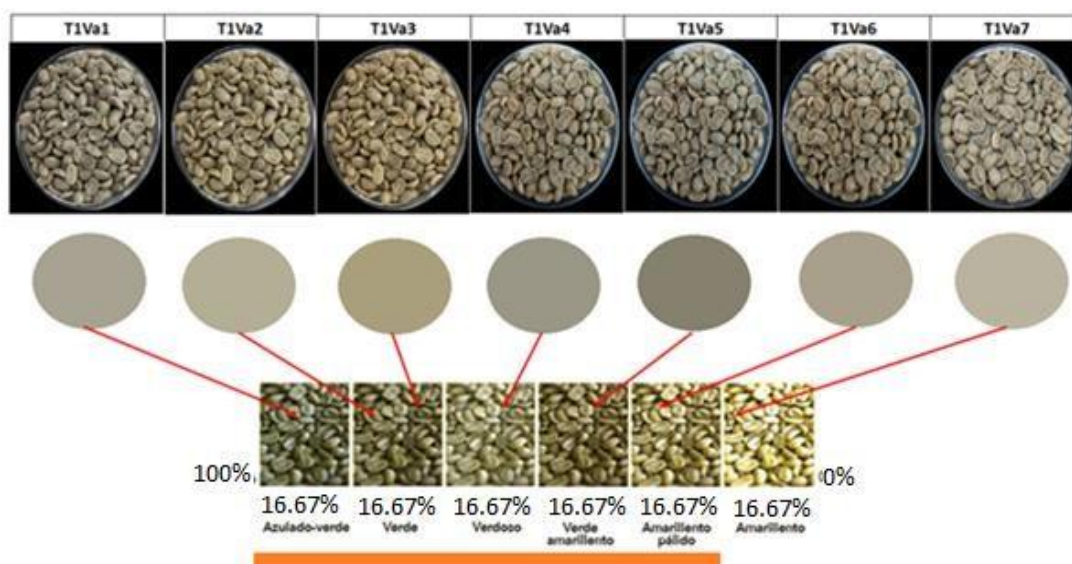 T1Va1 T1Va2 T1Va3 T1Va4 T1Va5 T1Va6 T1Va7
100% 0%
16.67% 16.67% 16.67% 16.67% 16.67% 16.67%
Azulado-verde Verde Verdoso Verde Amarillento Amarillento
amarillento pálido